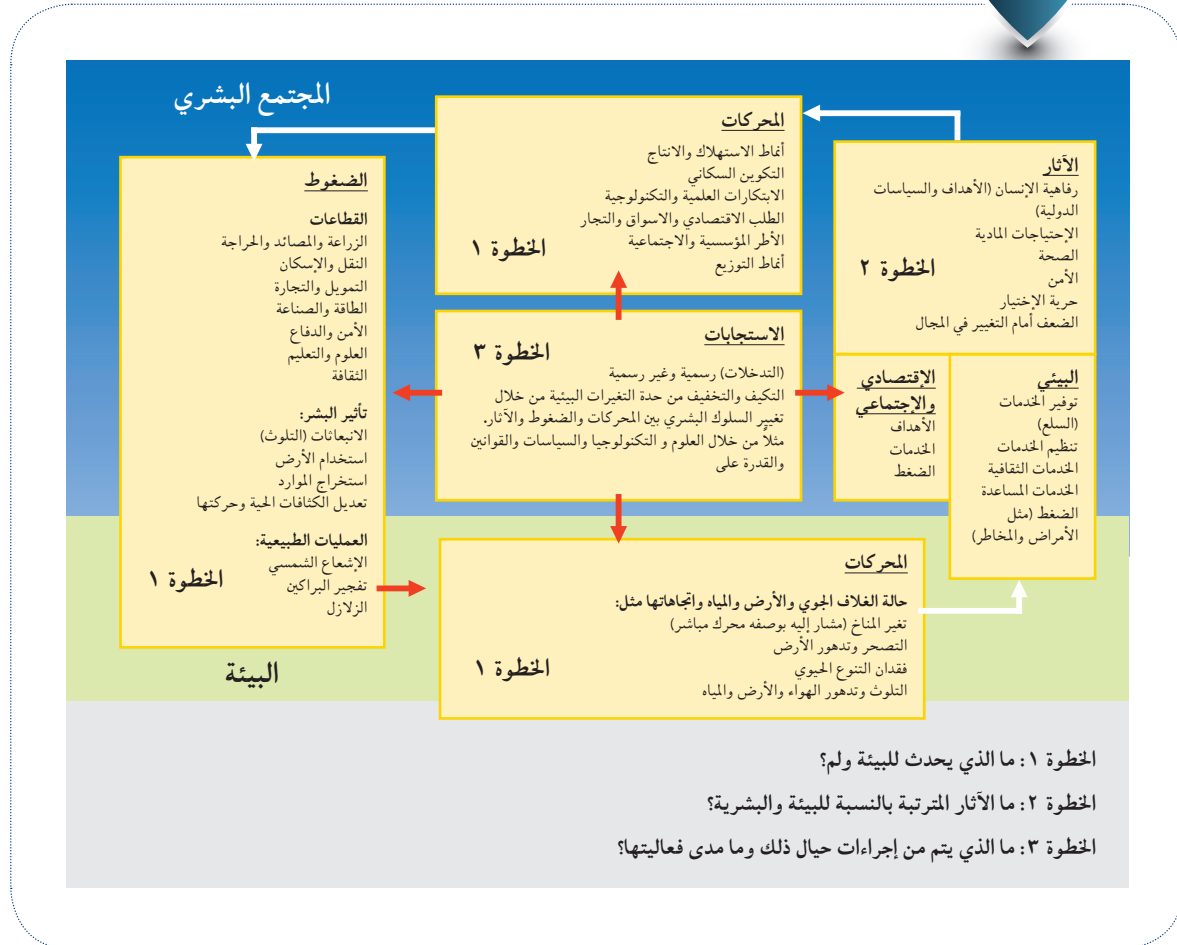 المجتمع البشري
المحركات
أنماط الاستهلاك والانتاج
التكوين السكاني
الابتكارات العلمية والتكنولوجية
الطلب الاقتصادي والاسواق والتجار
الأطر المؤسسية والاجتماعية
أنماط التوزيع
الخطوة ١
الآثار
رفاهية الإنسان (الأهداف والسياسات
الدولية)
الإحتياجات المادية
الصحة
الأمن
حرية الإختيار
الضعف أمام التغيير في المجال
الخطوة ٢
البيئي
توفير الخدمات
(السلع)
تنظيم الخدمات
الخدمات الثقافية
الخدمات المساعدة
الضغط (مثل
الأمراض والمخاطر)
الإقتصادي
والإجتماعي
الأهداف
الخدمات
الضغط
الاستجابات
الخطوة ٣
(التدخلات) رسمية وغير رسمية
التكيف والتخفيف من حدة التغيرات البيئية من خلال
تغيير السلوك البشري بين المحركات والضغوط والآثار.
مثلاً من خلال العلوم و التكنولوجيا والسياسات والقوانين
والقدرة على
الضغوط
القطاعات
الزراعة والمصائد والحراجة
النقل والإسكان
التمويل والتجارة
الطاقة والصناعة
الأمن والدفاع
العلوم والتعليم
الثقافة
تأثير البشر:
الانبعاثات (التلوث)
استخدام الأرض
استخراج الموارد
تعديل الكثافات الحية وحركتها
العمليات الطبيعية:
الإشعاع الشمسي
تفجير البراكين
الزلازل
الخطوة ١
البيئة
المحركات
حالة الغلاف الجوي والأرض والمياه واتجاهاتها مثل:
تغير المناخ (مشار إليه بوصفه محرك مباشر)
التصحر وتدهور الأرض
فقدان التنوع الحيوي
التلوث وتدهور الهواء والأرض والمياه
الخطوة ١
الخطوة ١: ما الذي يحدث للبيئة ولم؟
الخطوة ٢: ما الآثار المترتبة بالنسبة للبيئة والبشرية؟
الخطوة ٣: ما الذي يتم من إجراءات حيال ذلك وما مدى فعاليتها؟